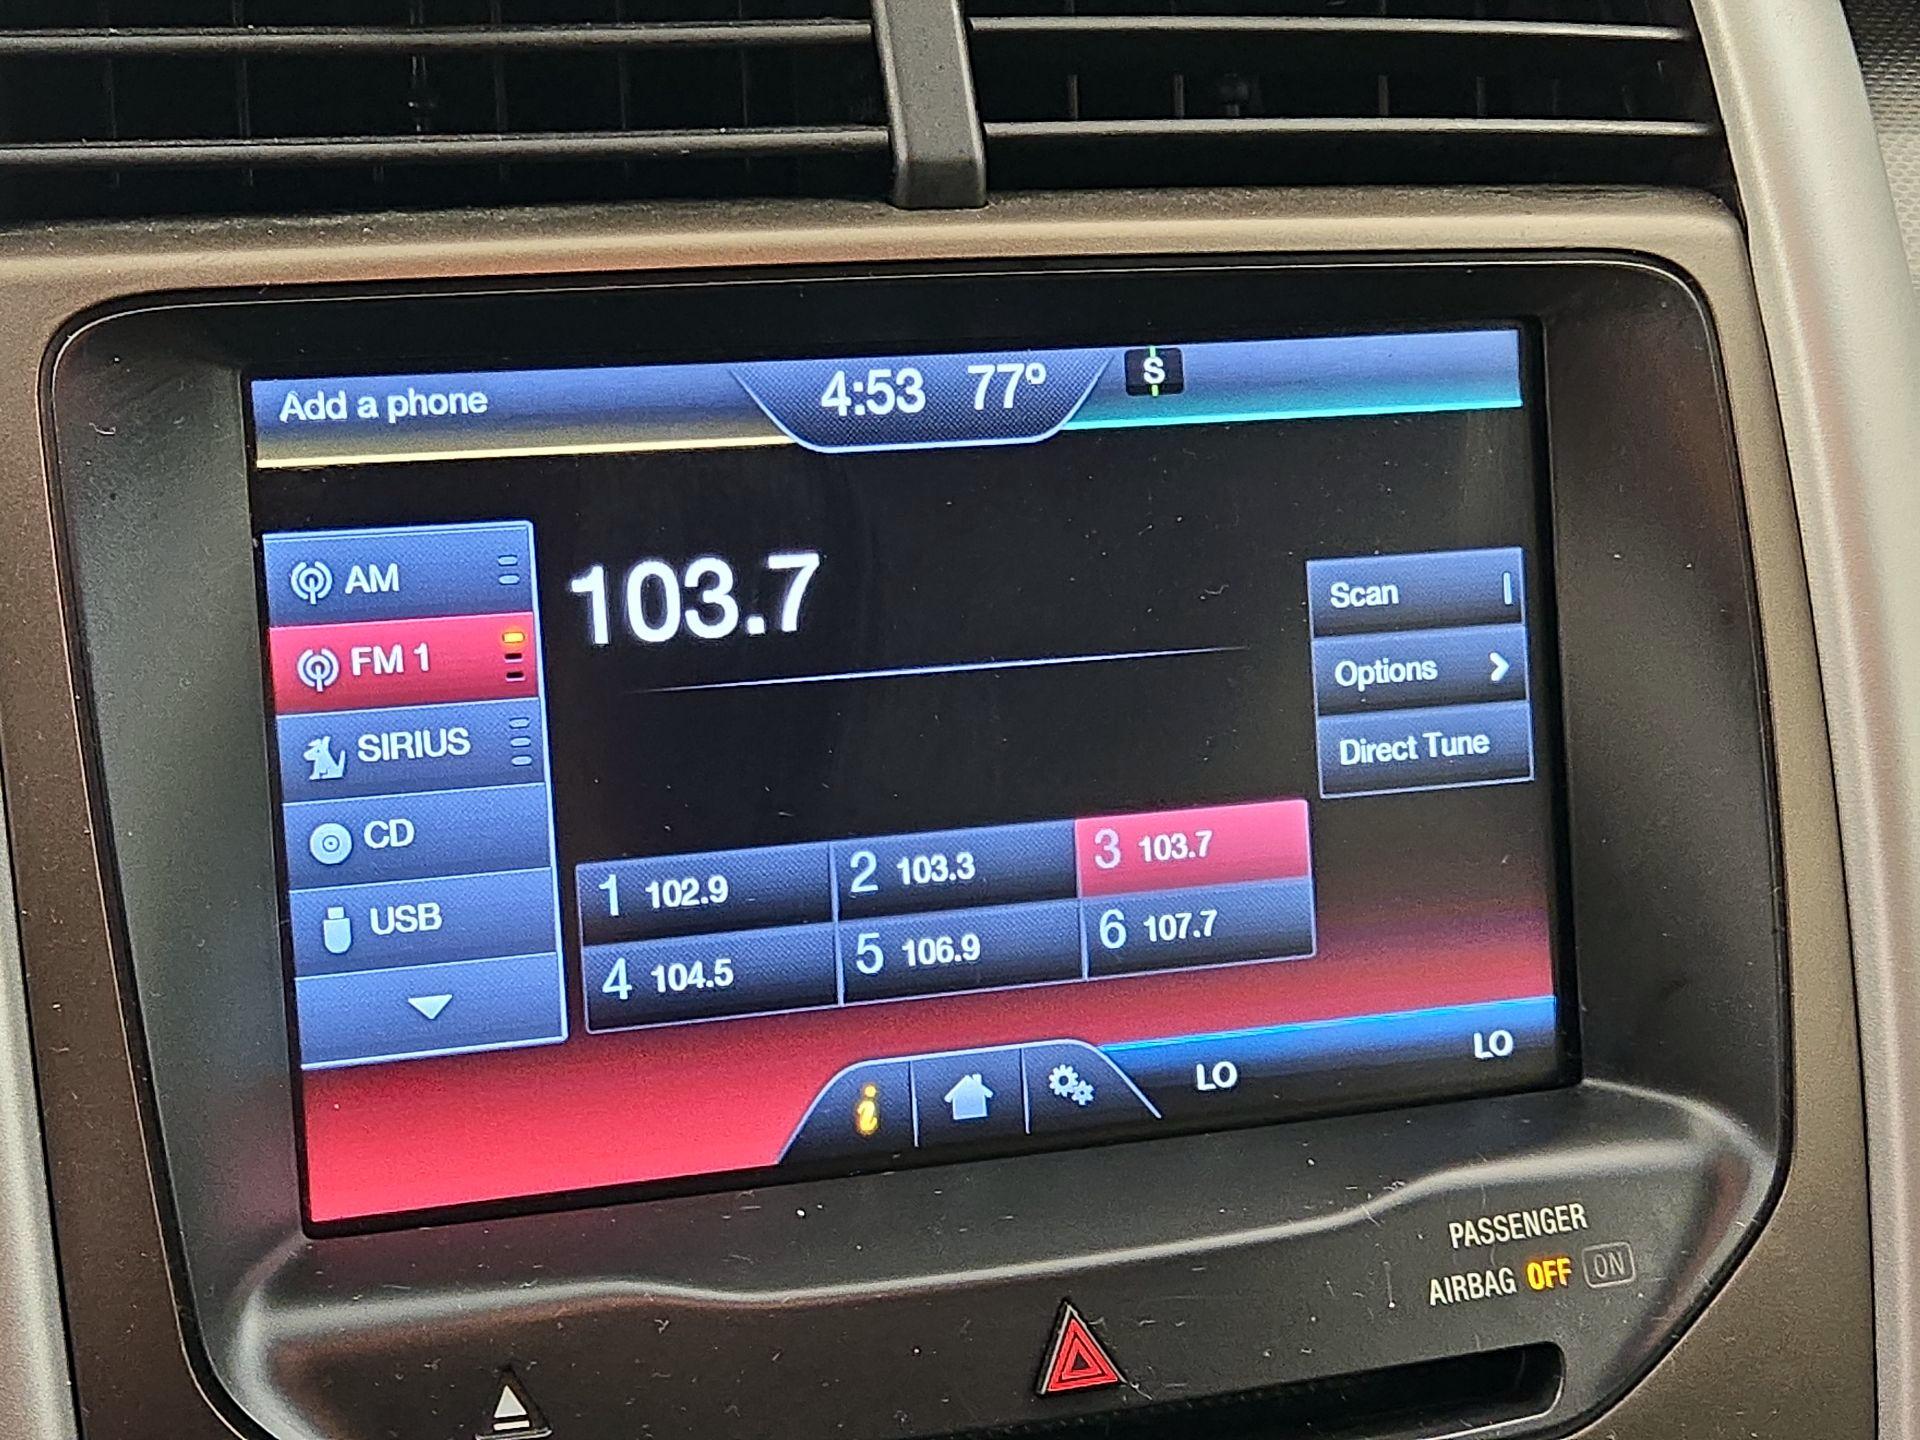 Add a phone
4:53 77°
S
AM
FM 1
SIRIUS
CD
USB
103.7
Scan
Options
Direct Tune
1 102.9
2 103.3
3 103.7
4 104.5
5 106.9
6 107.7
i
LO
LO
PASSENGER
AIRBAG OFF ON